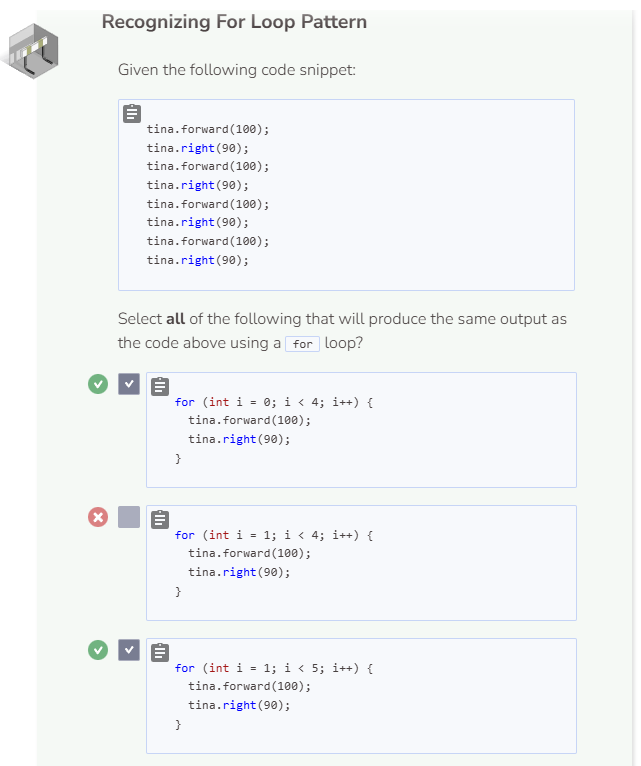 Recognizing For Loop Pattern
Given the following code snippet:
tina.forward(100);
tina.right(90);
tina.forward(100);
tina.right(90);
tina.forward(100);
tina.right(90);
tina.forward(100);
tina.right(90);
Select all of the following that will produce the same output as
the code above using a for loop?
for (int i = 0; i < 4; i++) {
tina.forward(100);
tina.right(90);
}
for (int i = 1; i < 4; i++) {
tina.forward(100);
tina.right(90);
}
for (int i = 1; i < 5; i++) {
tina.forward(100);
tina.right(90);
}